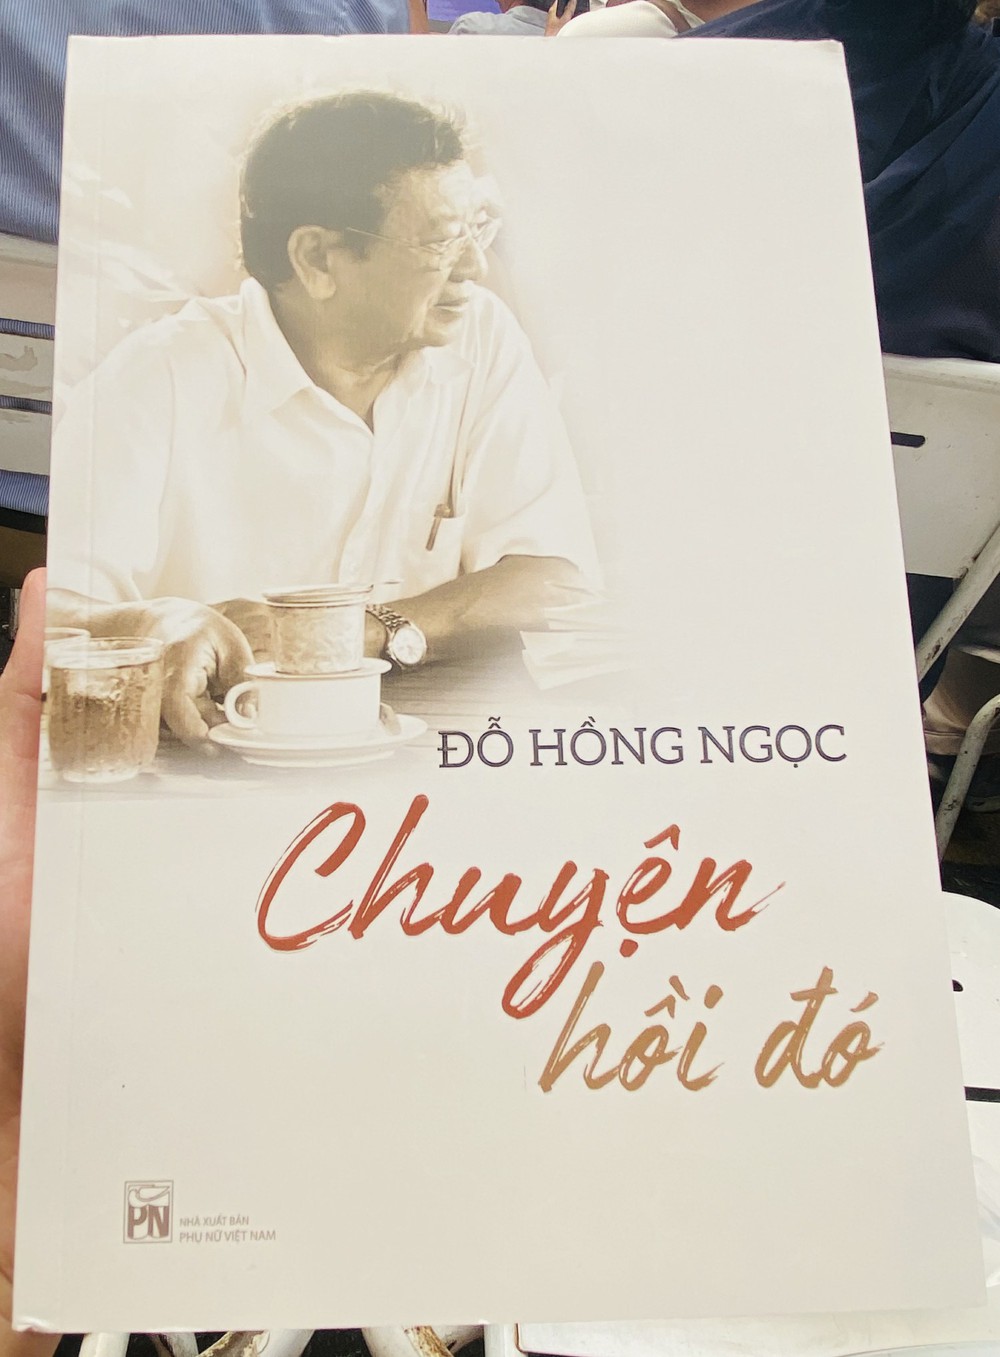 ĐỖ HỒNG NGỌC
Chuyện
hồi đó
PN
NHÀ XUẤT BẢN
PHỤ NỮ VIỆT NAM